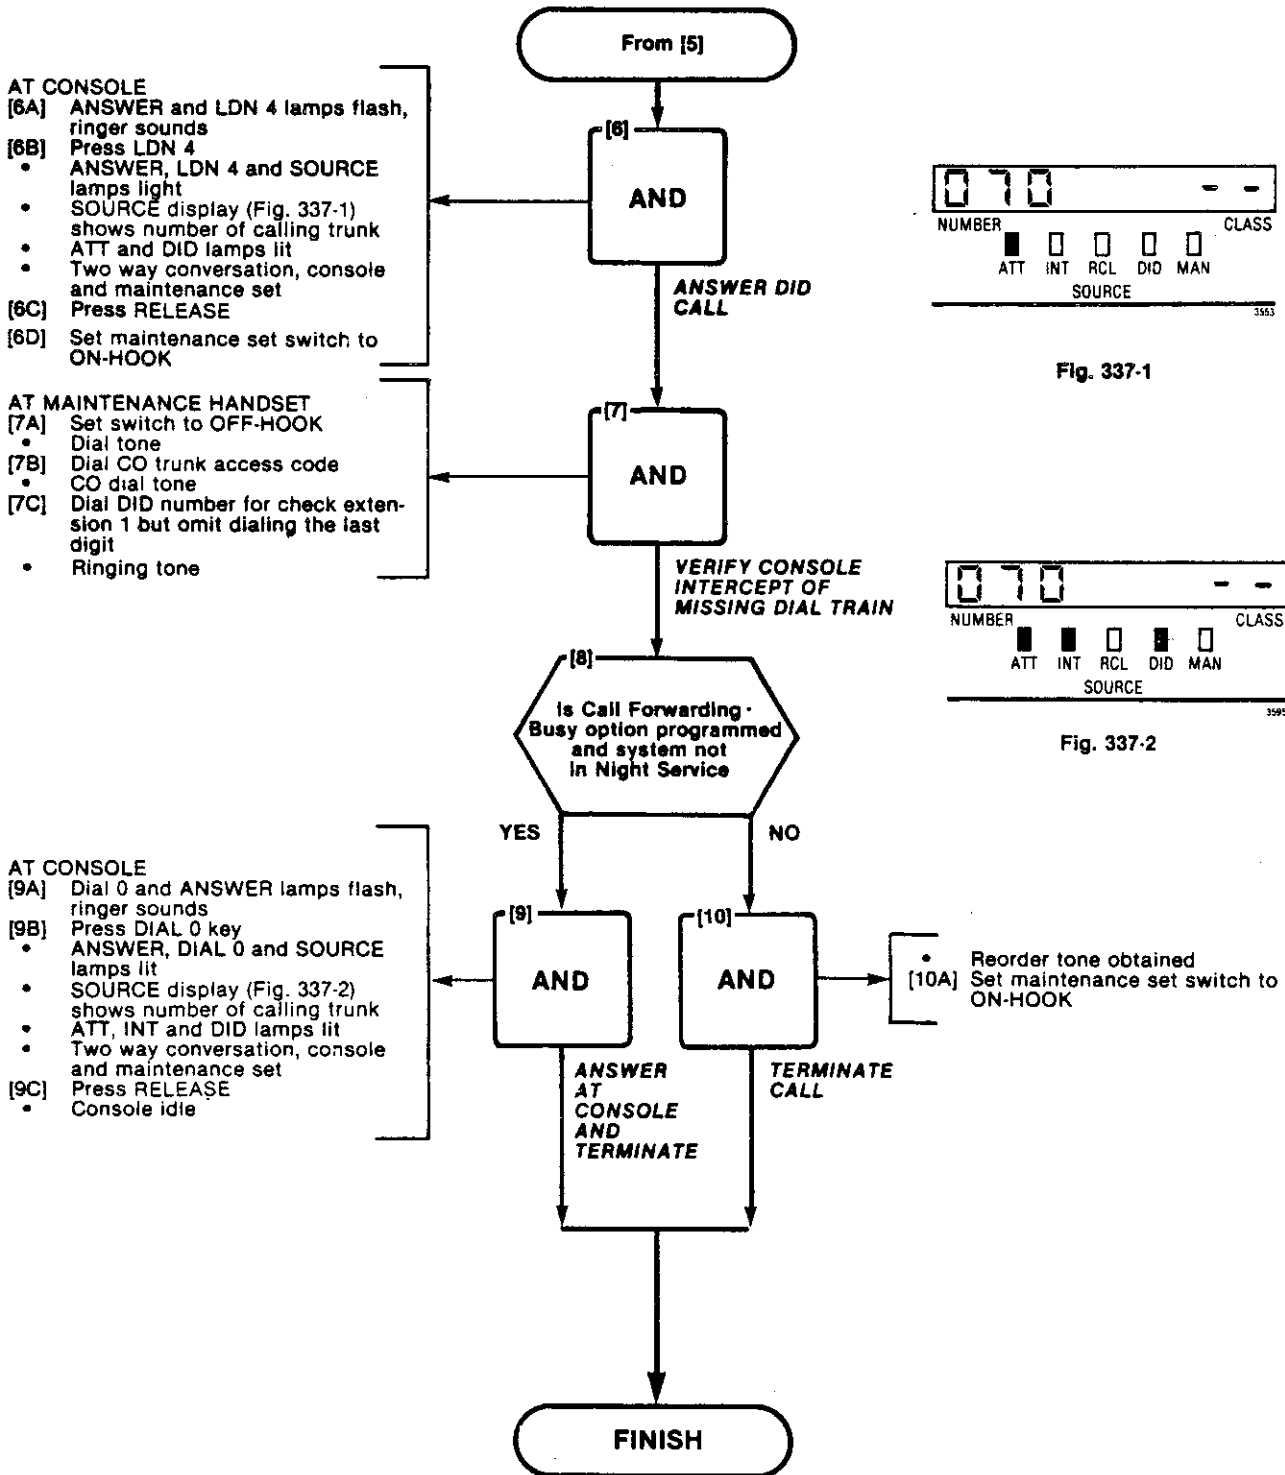 From [5]
AT CONSOLE
[6A] ANSWER and LDN 4 lamps flash,
ringer sounds
[6B] Press LDN 4
• ANSWER, LDN 4 and SOURCE
lamps light
• SOURCE display (Fig. 337-1)
shows number of calling trunk
• ATT and DID lamps lit
• Two way conversation, console
and maintenance set
[6C] Press RELEASE
[6D] Set maintenance set switch to
ON-HOOK
[6]
AND
ANSWER DID
CALL
070 - -
NUMBER CLASS
ATT INT RCL DID MAN
SOURCE
3553
Fig. 337-1
AT MAINTENANCE HANDSET
[7A] Set switch to OFF-HOOK
• Dial tone
[7B] Dial CO trunk access code
• CO dial tone
[7C] Dial DID number for check exten-
sion 1 but omit dialing the last
digit
• Ringing tone
[7]
AND
VERIFY CONSOLE
INTERCEPT OF
MISSING DIAL TRAIN
070 - -
NUMBER CLASS
ATT INT RCL DID MAN
SOURCE
3595
Fig. 337-2
[8]
Is Call Forwarding -
Busy option programmed
and system not
in Night Service
YES NO
AT CONSOLE
[9A] Dial 0 and ANSWER lamps flash,
ringer sounds
[9B] Press DIAL 0 key
• ANSWER, DIAL 0 and SOURCE
lamps lit
• SOURCE display (Fig. 337-2)
shows number of calling trunk
• ATT, INT and DID lamps lit
• Two way conversation, console
and maintenance set
[9C] Press RELEASE
• Console idle
[9]
AND
ANSWER
AT
CONSOLE
AND
TERMINATE
[10]
AND
TERMINATE
CALL
• Reorder tone obtained
[10A] Set maintenance set switch to
ON-HOOK
FINISH